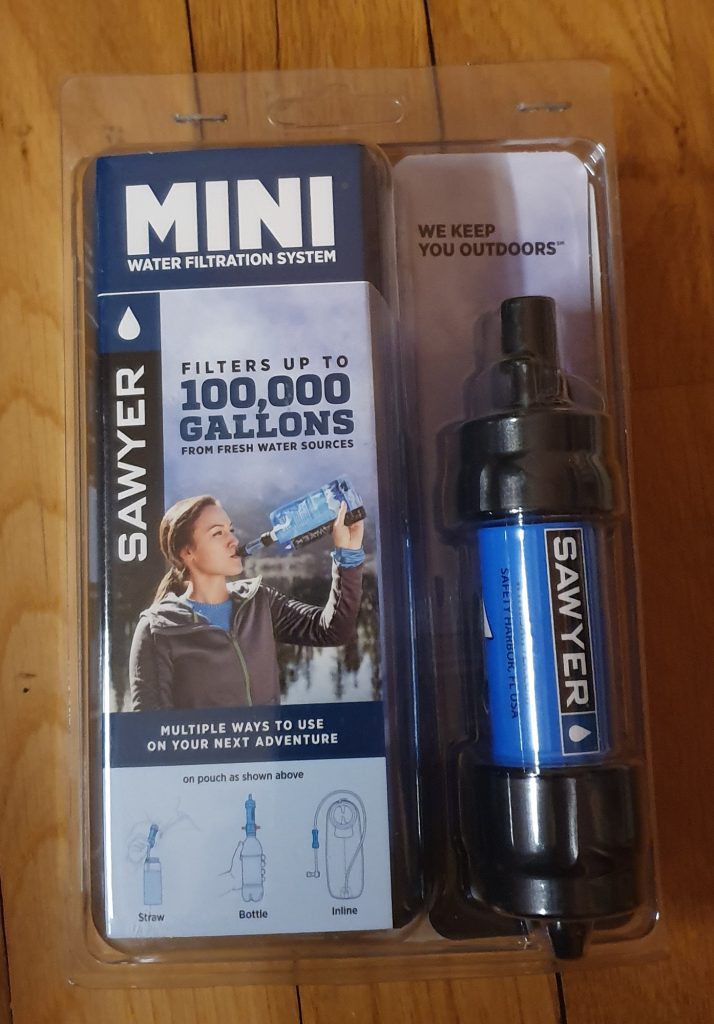 MINI
WATER FILTRATION SYSTEM
SAWYER
FILTERS UP TO
100,000
GALLONS
FROM FRESH WATER SOURCES
MULTIPLE WAYS TO USE
ON YOUR NEXT ADVENTURE
on pouch as shown above
Straw
Bottle
Inline
WE KEEP
YOU OUTDOORS℠
SAWYER
SAFETY HARBOR, FL USA